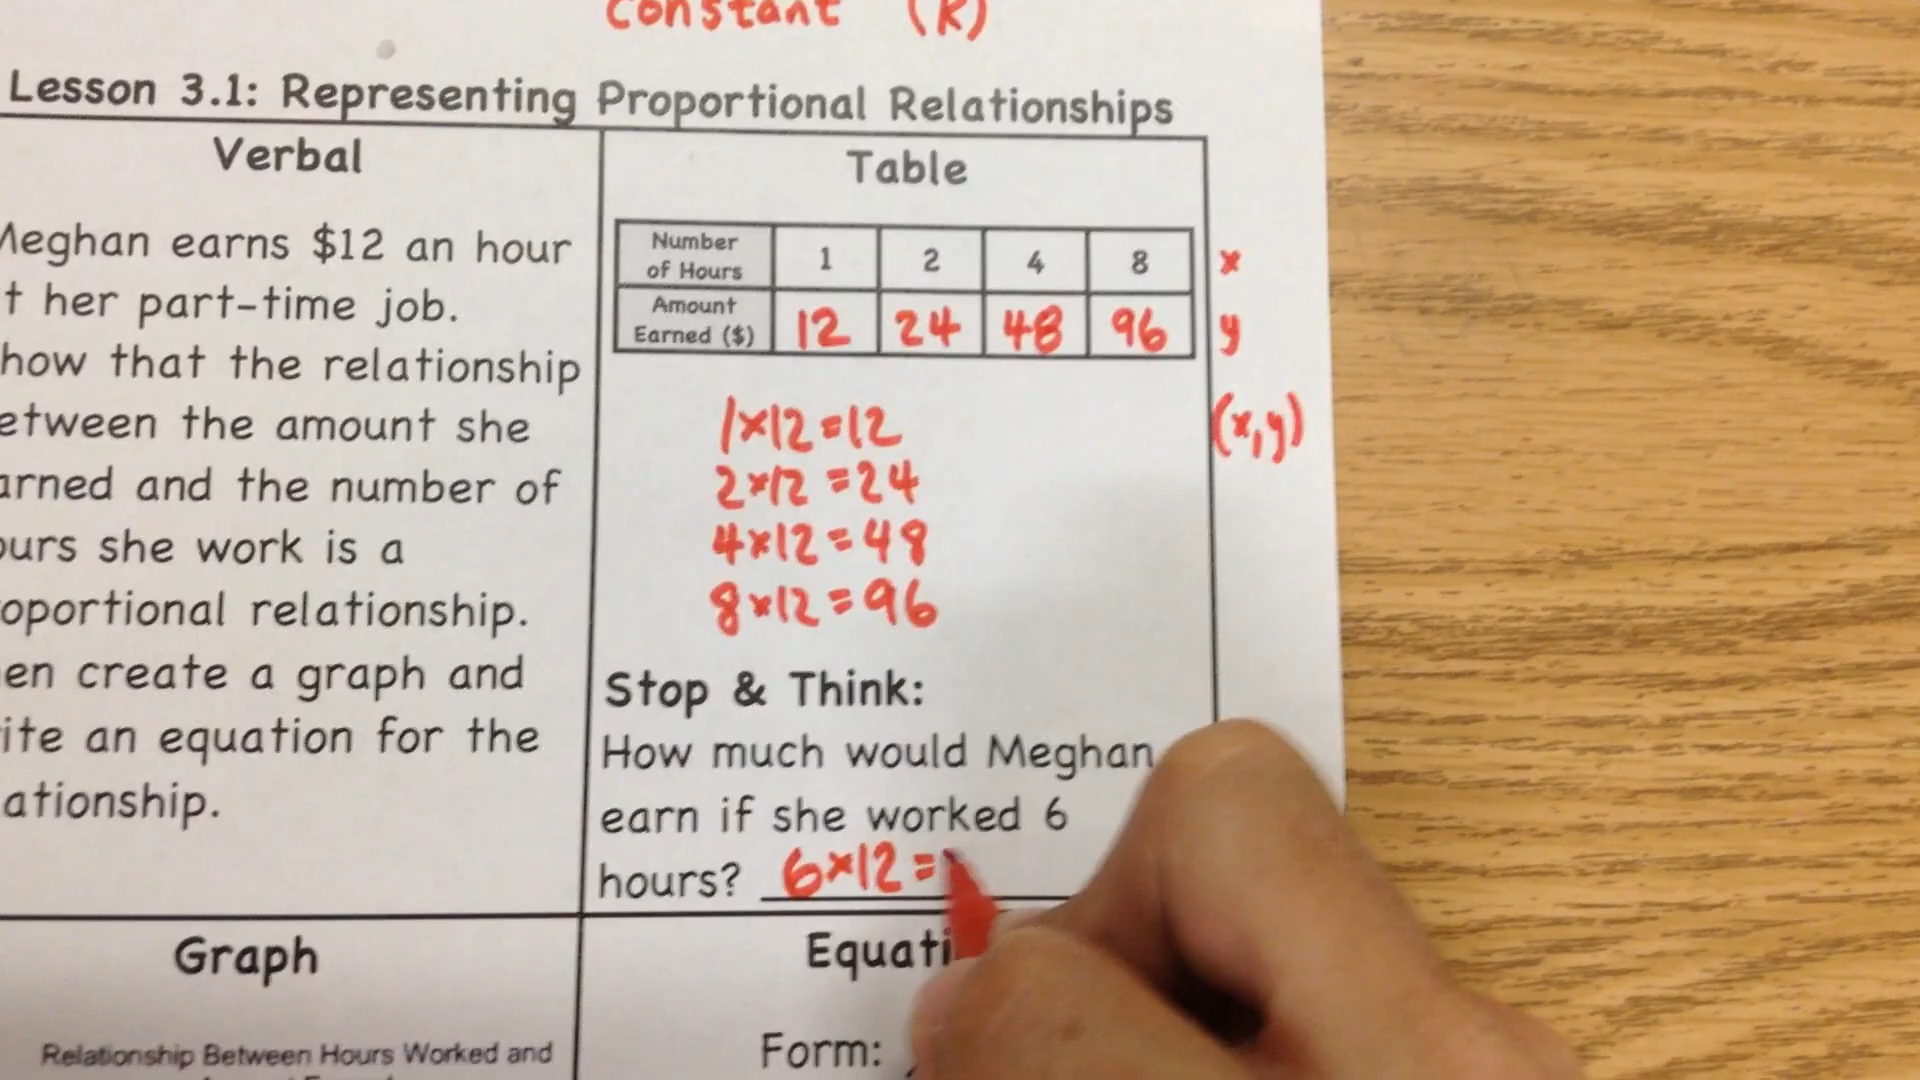 Constant (K)
Lesson 3.1: Representing Proportional Relationships
Verbal
Meghan earns $12 an hour
t her part-time job.
how that the relationship
etween the amount she
arned and the number of
ours she work is a
oportional relationship.
en create a graph and
ite an equation for the
ationship.
Table
Number of Hours 1 2 4 8 x
Amount Earned ($) 12 24 48 96 y
(x,y)
1×12=12
2×12=24
4×12=48
8×12=96
Stop & Think:
How much would Meghan
earn if she worked 6
hours? 6×12=
Graph
Relationship Between Hours Worked and
Equati
Form: